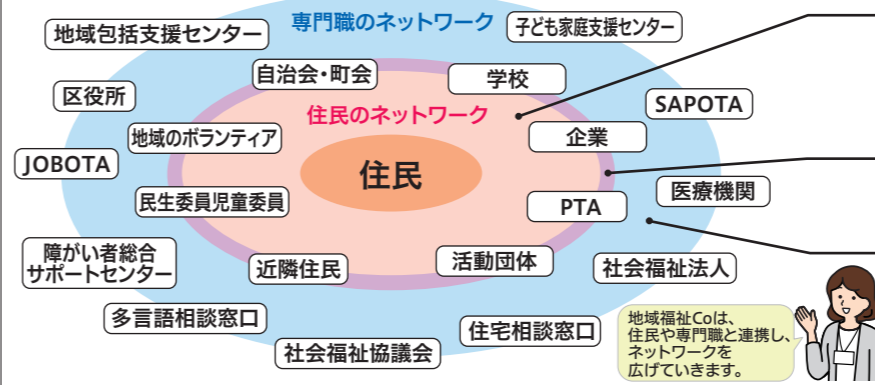 専門職のネットワーク
子ども家庭支援センター
地域包括支援センター
自治会・町会
学校
区役所
SAPOTA
住民のネットワーク
地域のボランティア
企業
JOBOTA
住民
医療機関
民生委員児童委員
PTA
障がい者総合
サポートセンター
近隣住民
活動団体
社会福祉法人
多言語相談窓口
住宅相談窓口
社会福祉協議会
地域福祉Coは、
住民や専門職と連携し、
ネットワークを
広げていきます。